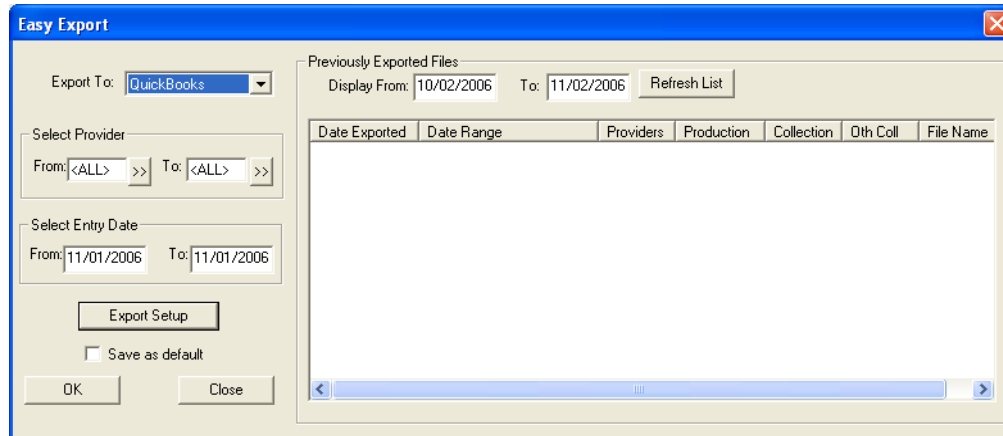 Easy Export
Export To: QuickBooks
Select Provider
From: <ALL> >> To: <ALL> >>
Select Entry Date
From: 11/01/2006 To: 11/01/2006
Export Setup
Save as default
OK Close
Previously Exported Files
Display From: 10/02/2006 To: 11/02/2006 Refresh List
Date Exported Date Range Providers Production Collection Oth Coll File Name